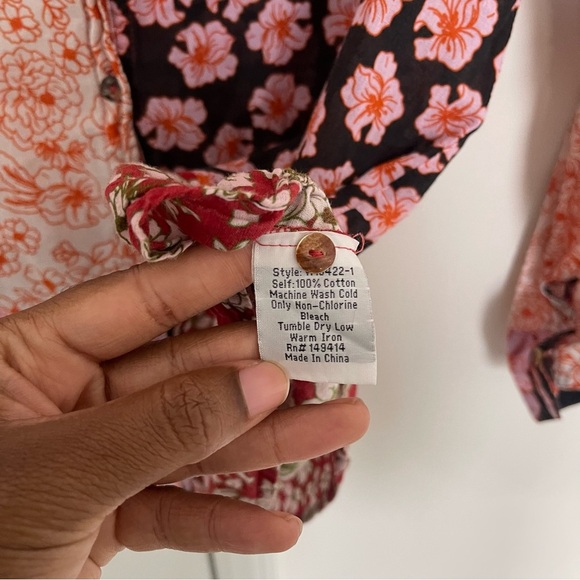 Style:
Self:100% Cotton
Machine Wash Cold
Only Non-Chlorine
Bleach
Tumble Dry Low
Warm Iron
Rn# 149414
Made In China